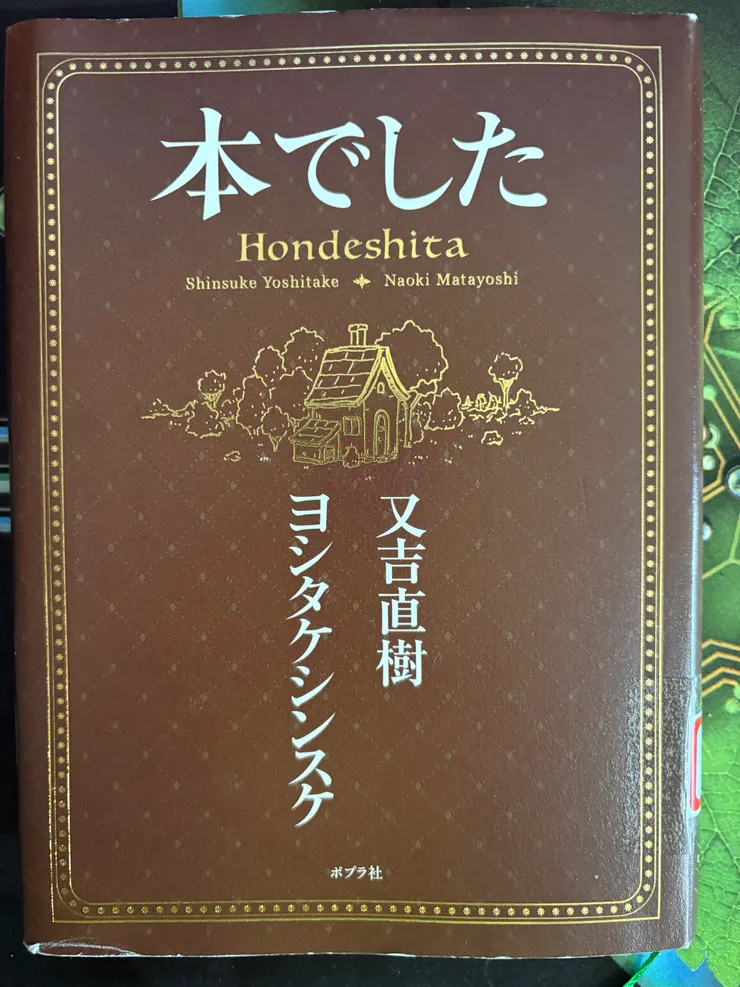 本でした
Hondeshita
Shinsuke Yoshitake Naoki Matayoshi
又吉直樹
ヨシタケシンスケ
ポプラ社